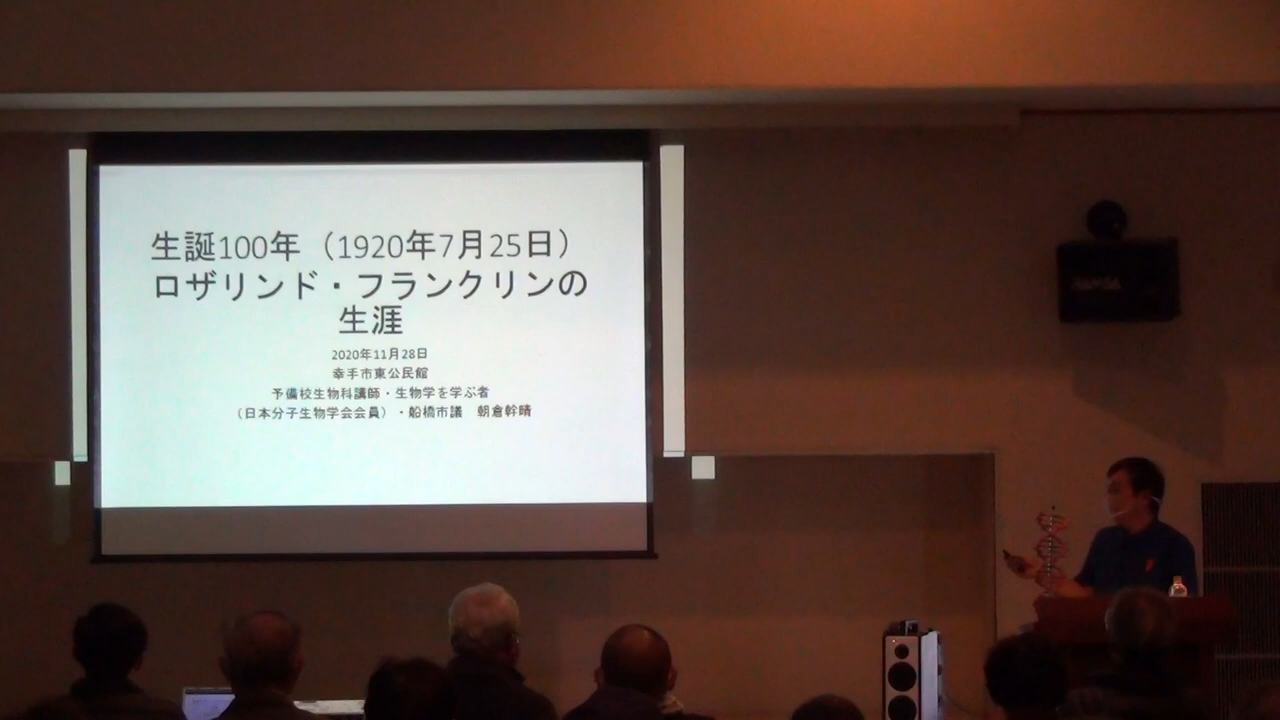 生誕100年（1920年7月25日）
ロザリンド・フランクリンの
生涯
2020年11月28日
幸手市東公民館
予備校生物科講師・生物学を学ぶ者
（日本分子生物学会会員）・船橋市議　朝倉幹晴